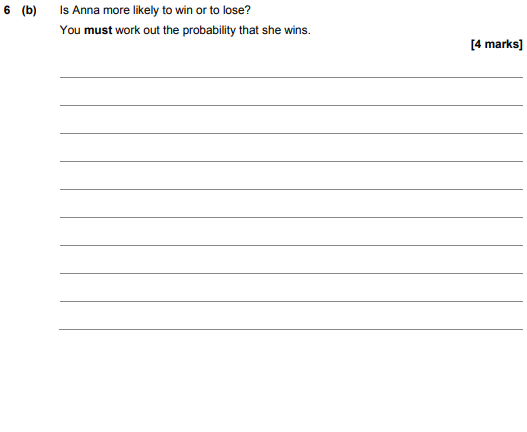 6 (b) Is Anna more likely to win or to lose?
You must work out the probability that she wins.
[4 marks]